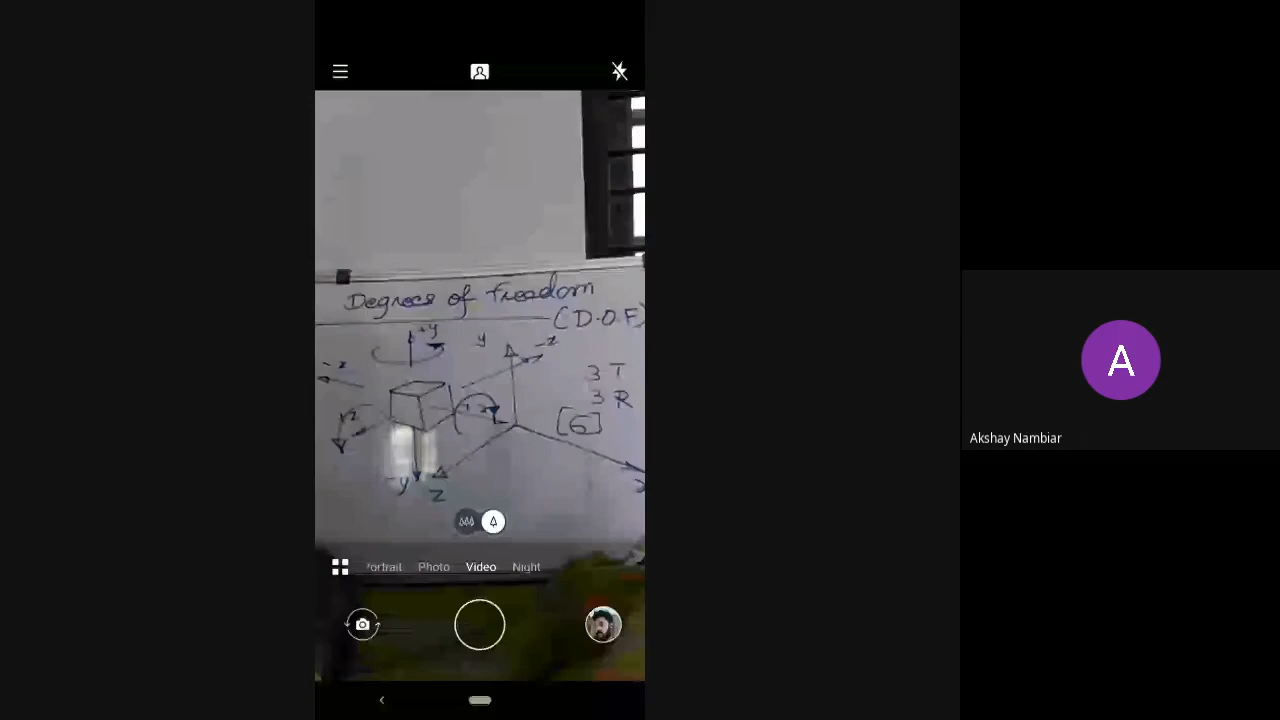 Degrees of freedom
(D.O.F)
+y
y
-z
-x
3 T
3 R
[6]
-y
z
Portrait Photo Video Night
A
Akshay Nambiar